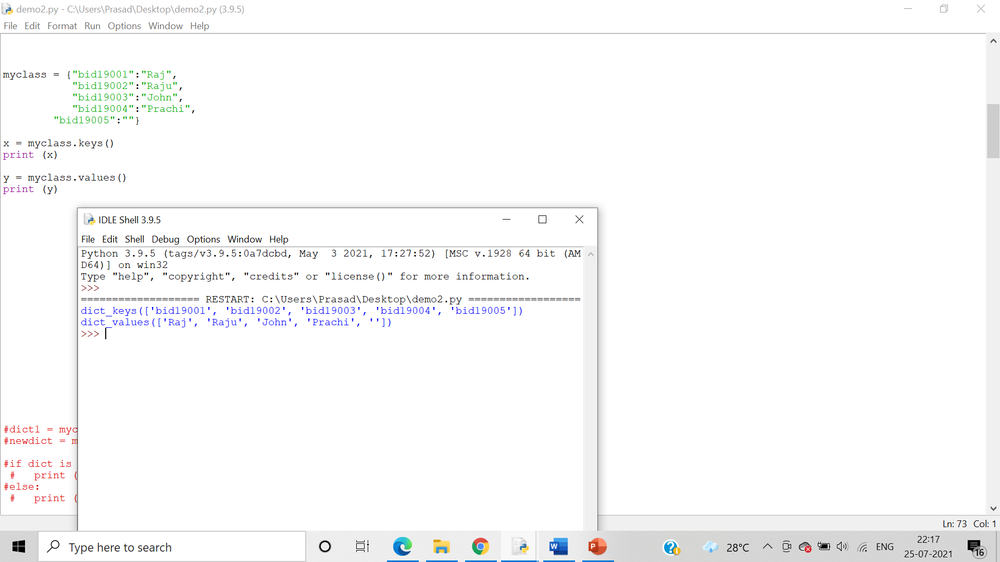 demo2.py - C:\Users\Prasad\Desktop\demo2.py (3.9.5)
File Edit Format Run Options Window Help
myclass = {"bid19001":"Raj",
"bid19002":"Raju",
"bid19003":"John",
"bid19004":"Prachi",
"bid19005":""}
x = myclass.keys()
print (x)
y = myclass.values()
print (y)
IDLE Shell 3.9.5
File Edit Shell Debug Options Window Help
Python 3.9.5 (tags/v3.9.5:0a7dcbd, May  3 2021, 17:27:52) [MSC v.1928 64 bit (AM
D64)] on win32
Type "help", "copyright", "credits" or "license()" for more information.
>>>
=================== RESTART: C:\Users\Prasad\Desktop\demo2.py ==================
dict_keys(['bid19001', 'bid19002', 'bid19003', 'bid19004', 'bid19005'])
dict_values(['Raj', 'Raju', 'John', 'Prachi', ''])
>>>
#dict1 = myc
#newdict = m
#if dict is
#   print (
#else:
#   print (
Ln: 73 Col: 1
Type here to search
W
P
28°C
ENG
22:17
25-07-2021
16